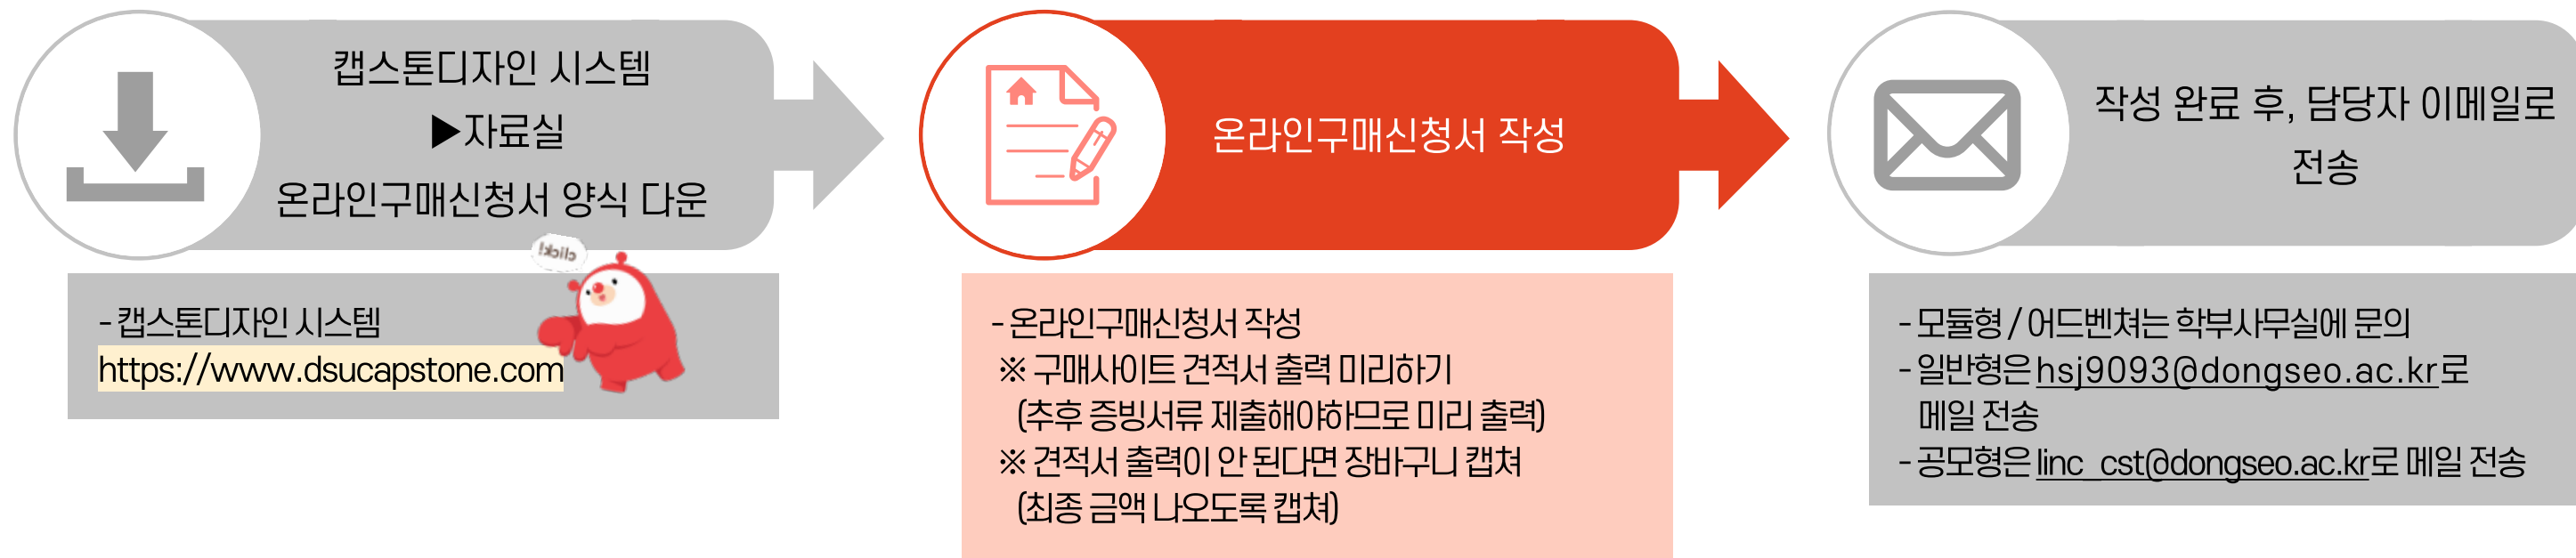 캡스톤디자인 시스템
▶자료실
온라인구매신청서 양식 다운
click!
- 캡스톤디자인 시스템
https://www.dsucapstone.com
온라인구매신청서 작성
- 온라인구매신청서 작성
※ 구매사이트 견적서 출력 미리하기
(추후 증빙서류 제출해야하므로 미리 출력)
※ 견적서 출력이 안 된다면 장바구니 캡쳐
(최종 금액 나오도록 캡쳐)
작성 완료 후, 담당자 이메일로
전송
- 모듈형 / 어드벤쳐는 학부사무실에 문의
- 일반형은 hsj9093@dongseo.ac.kr로
메일 전송
- 공모형은 linc_cst@dongseo.ac.kr로 메일 전송